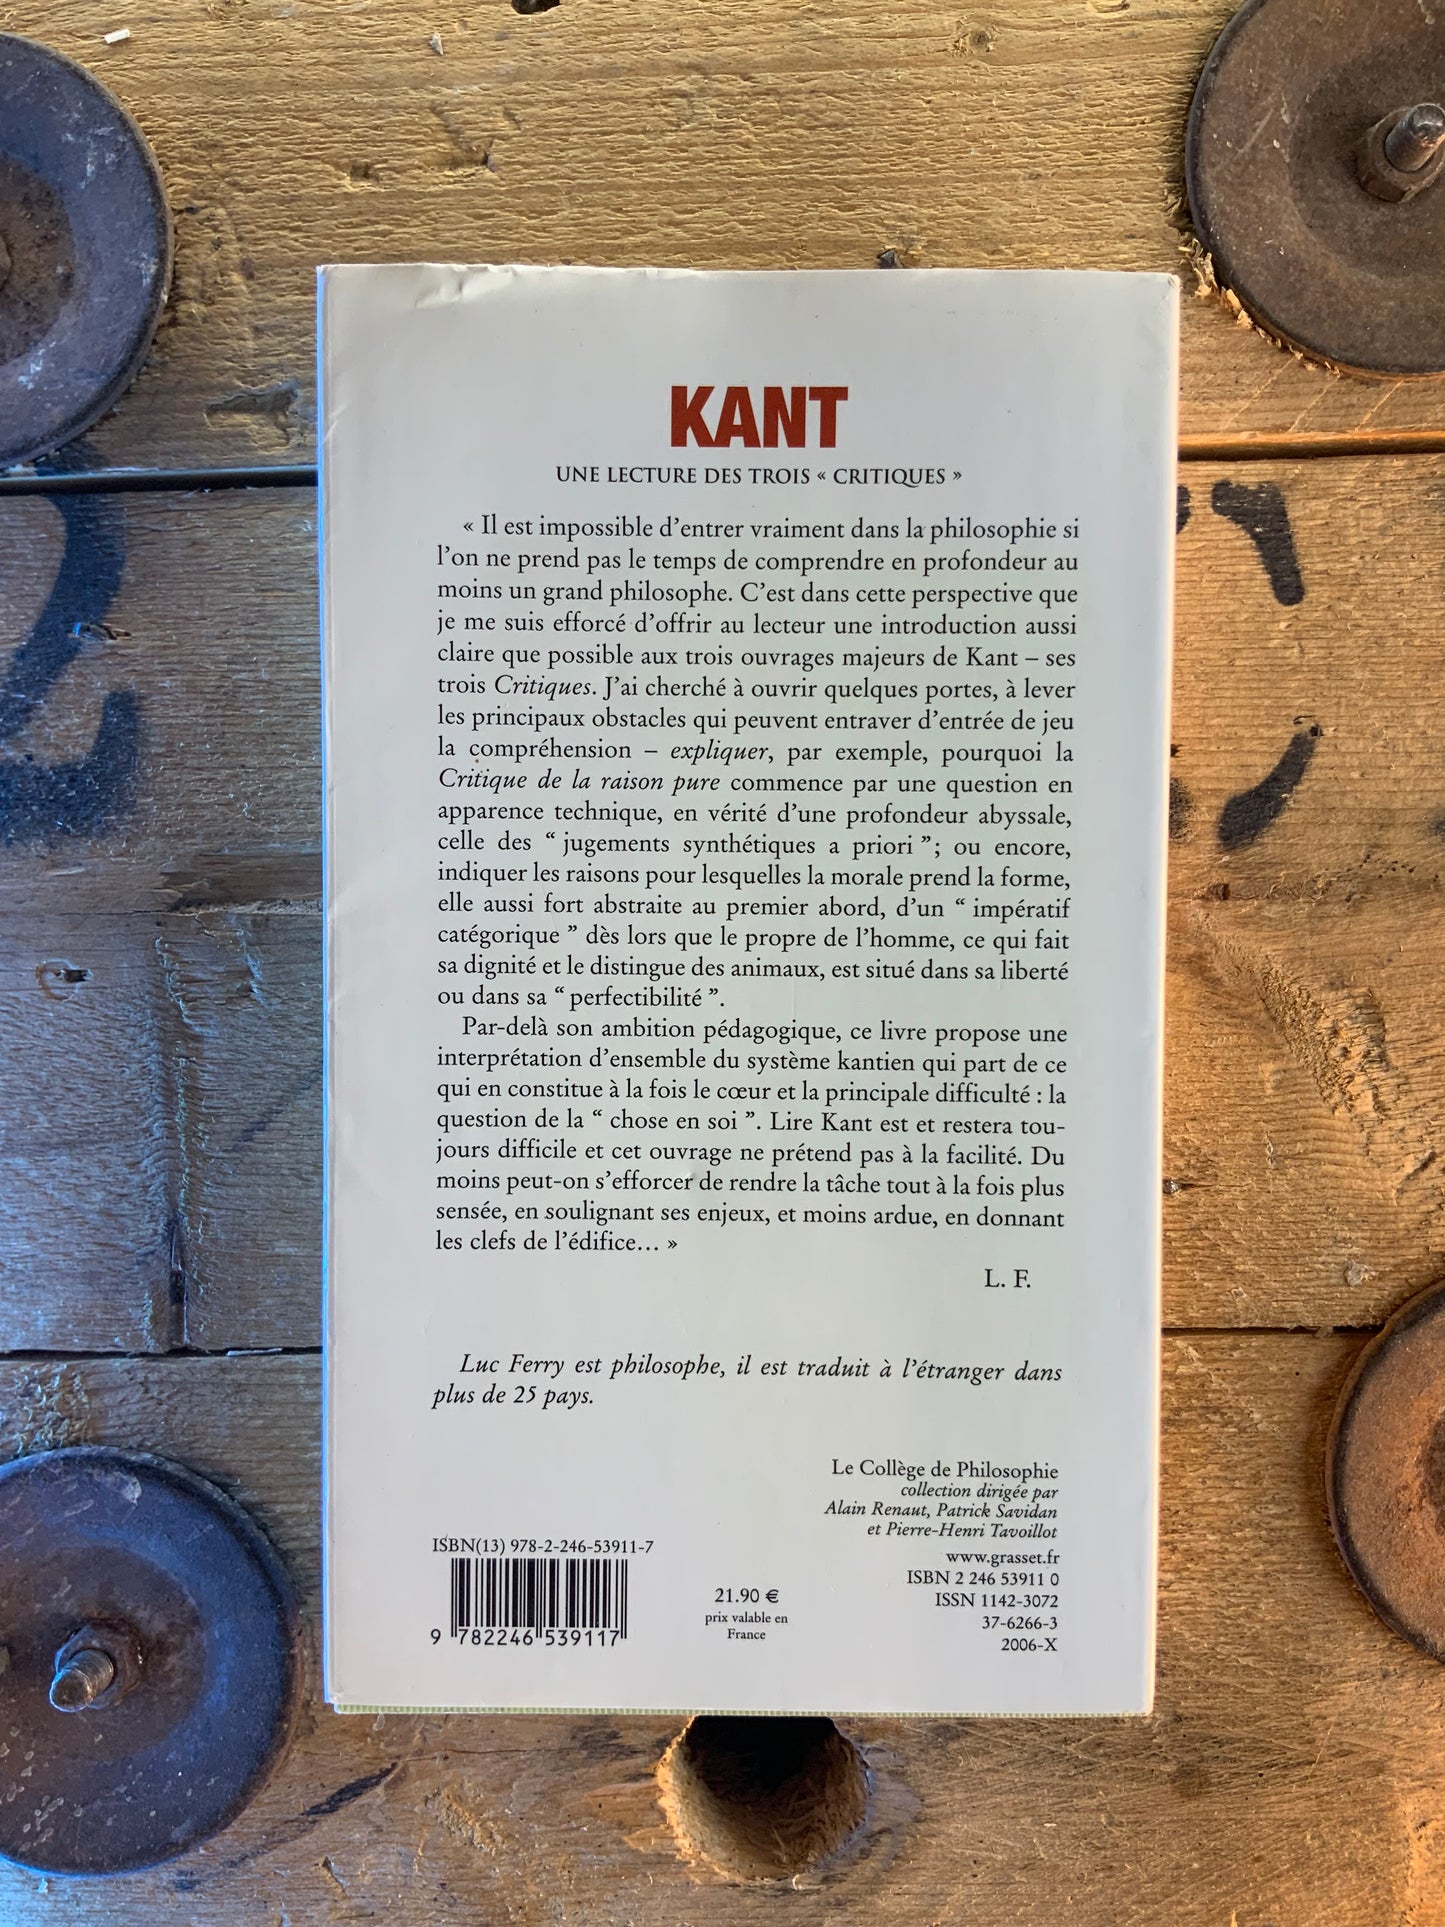 KANT
UNE LECTURE DES TROIS « CRITIQUES »
« Il est impossible d'entrer vraiment dans la philosophie si
l'on ne prend pas le temps de comprendre en profondeur au
moins un grand philosophe. C'est dans cette perspective que
je me suis efforcé d'offrir au lecteur une introduction aussi
claire que possible aux trois ouvrages majeurs de Kant – ses
trois Critiques. J'ai cherché à ouvrir quelques portes, à lever
les principaux obstacles qui peuvent entraver d'entrée de jeu
la compréhension – expliquer, par exemple, pourquoi la
Critique de la raison pure commence par une question en
apparence technique, en vérité d'une profondeur abyssale,
celle des “ jugements synthétiques a priori ” ; ou encore,
indiquer les raisons pour lesquelles la morale prend la forme,
elle aussi fort abstraite au premier abord, d'un “ impératif
catégorique ” dès lors que le propre de l'homme, ce qui fait
sa dignité et le distingue des animaux, est situé dans sa liberté
ou dans sa “ perfectibilité ”.
Par-delà son ambition pédagogique, ce livre propose une
interprétation d'ensemble du système kantien qui part de ce
qui en constitue à la fois le cœur et la principale difficulté : la
question de la “ chose en soi ”. Lire Kant est et restera tou-
jours difficile et cet ouvrage ne prétend pas à la facilité. Du
moins peut-on s'efforcer de rendre la tâche tout à la fois plus
sensée, en soulignant ses enjeux, et moins ardue, en donnant
les clefs de l'édifice... »
L. F.
Luc Ferry est philosophe, il est traduit à l'étranger dans
plus de 25 pays.
Le Collège de Philosophie
collection dirigée par
Alain Renaut, Patrick Savidan
et Pierre-Henri Tavoillot
ISBN(13) 978-2-246-53911-7
9 782246 539117
21.90 €
prix valable en
France
www.grasset.fr
ISBN 2 246 53911 0
ISSN 1142-3072
37-6266-3
2006-X